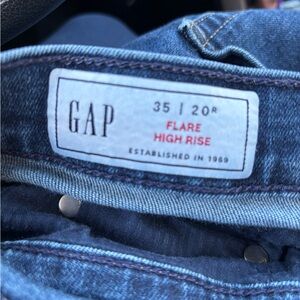 GAP
35 | 20R
FLARE
HIGH RISE
ESTABLISHED IN 1969